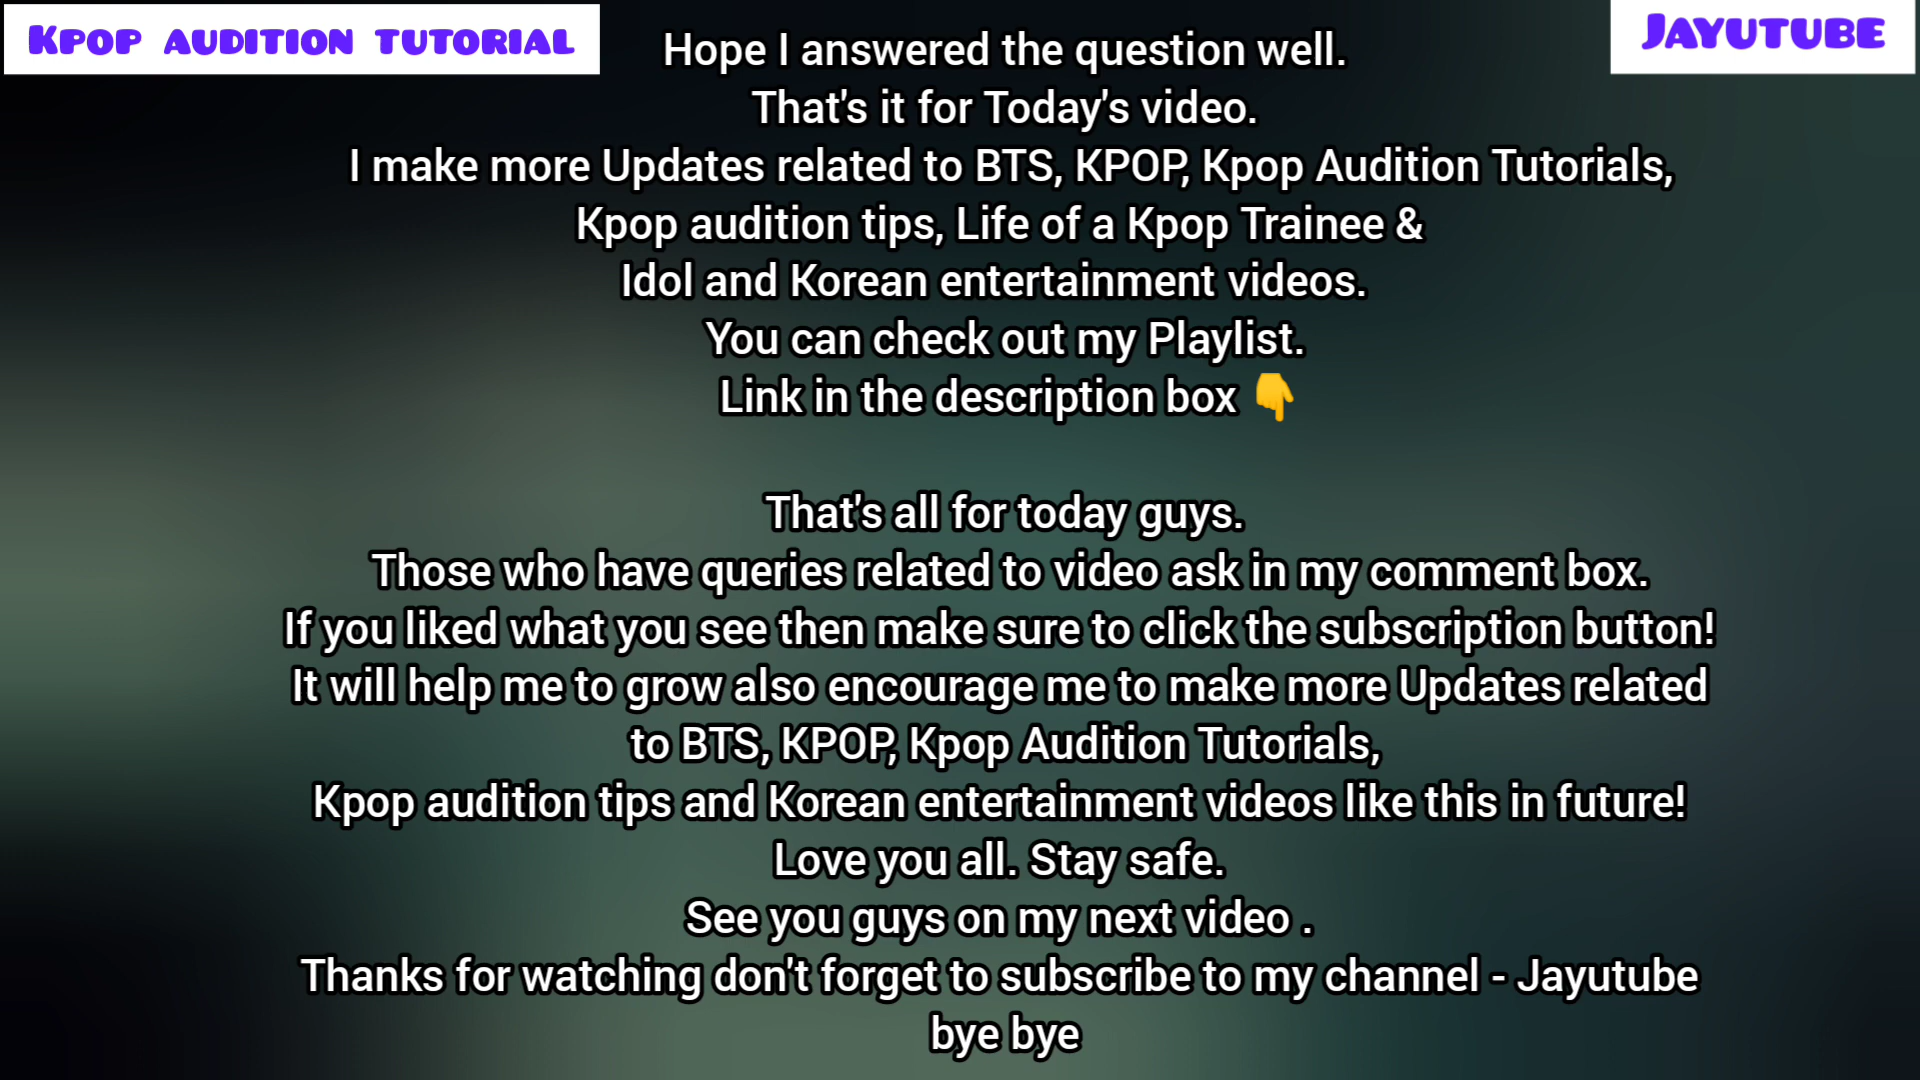 KPOP AUDITION TUTORIAL
JAYUTUBE
Hope I answered the question well.
That's it for Today's video.
I make more Updates related to BTS, KPOP, Kpop Audition Tutorials,
Kpop audition tips, Life of a Kpop Trainee &
Idol and Korean entertainment videos.
You can check out my Playlist.
Link in the description box 👇
That's all for today guys.
Those who have queries related to video ask in my comment box.
If you liked what you see then make sure to click the subscription button!
It will help me to grow also encourage me to make more Updates related
to BTS, KPOP, Kpop Audition Tutorials,
Kpop audition tips and Korean entertainment videos like this in future!
Love you all. Stay safe.
See you guys on my next video .
Thanks for watching don't forget to subscribe to my channel - Jayutube
bye bye